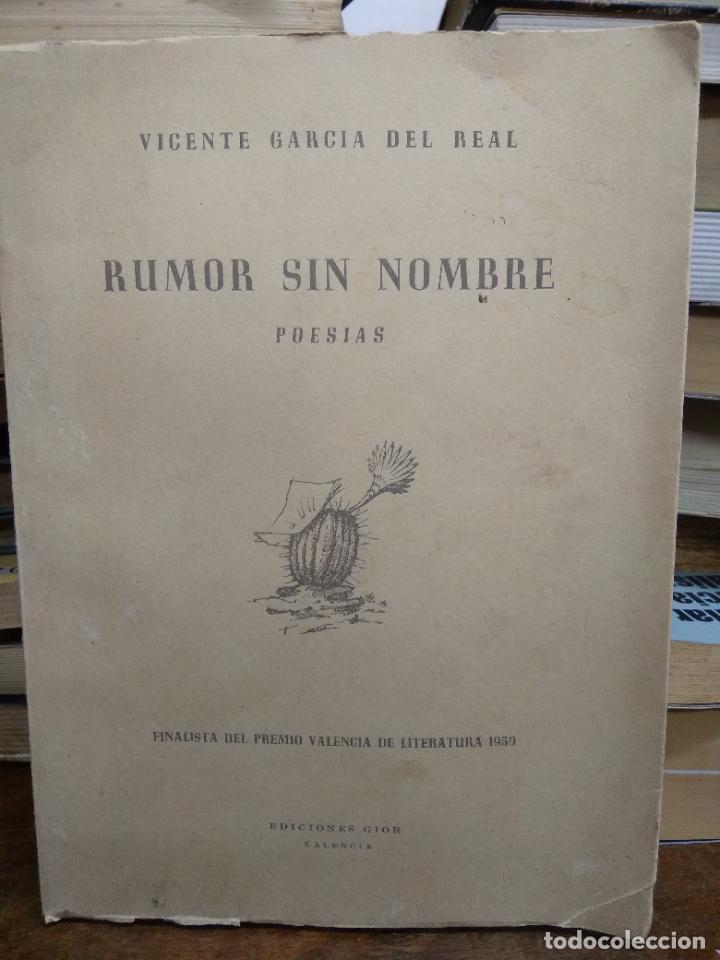 VICENTE GARCIA DEL REAL
RUMOR SIN NOMBRE
POESIAS
FINALISTA DEL PREMIO VALENCIA DE LITERATURA 1959
EDICIONES GIOR
VALENCIA
todocoleccion